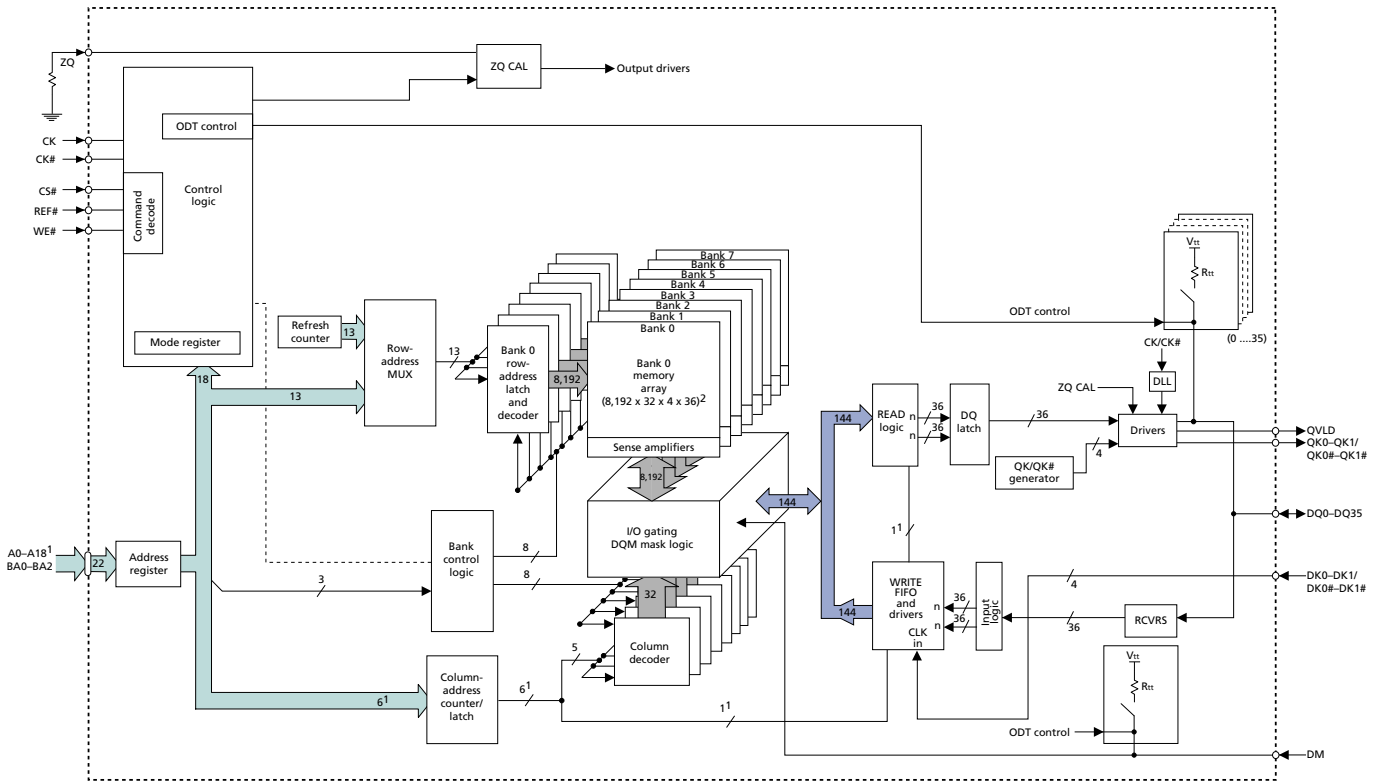 ZQ
ZQ CAL
Output drivers
ODT control
CK
CK#
CS#
REF#
WE#
Command
decode
Control
logic
Mode register
Refresh
counter
13
Row-
address
MUX
13
Bank 0
row-
address
latch
and
decoder
8,192
Bank 7
Bank 6
Bank 5
Bank 4
Bank 3
Bank 2
Bank 1
Bank 0
Bank 0
memory
array
(8,192 x 32 x 4 x 36)2
Sense amplifiers
8,192
18
13
ODT control
Vtt
Rtt
(0 ....35)
CK/CK#
DLL
ZQ CAL
Drivers
READ
logic
n
n
36
36
DQ
latch
36
QK/QK#
generator
4
QVLD
QK0–QK1/
QK0#–QK1#
144
144
144
I/O gating
DQM mask logic
11
DQ0–DQ35
A0–A181
BA0–BA2
22
Address
register
3
Bank
control
logic
8
8
32
Column
decoder
5
WRITE
FIFO
and
drivers
CLK
in
n
n
36
36
Input
logic
36
4
RCVRS
DK0–DK1/
DK0#–DK1#
61
Column-
address
counter/
latch
61
11
Vtt
Rtt
ODT control
DM